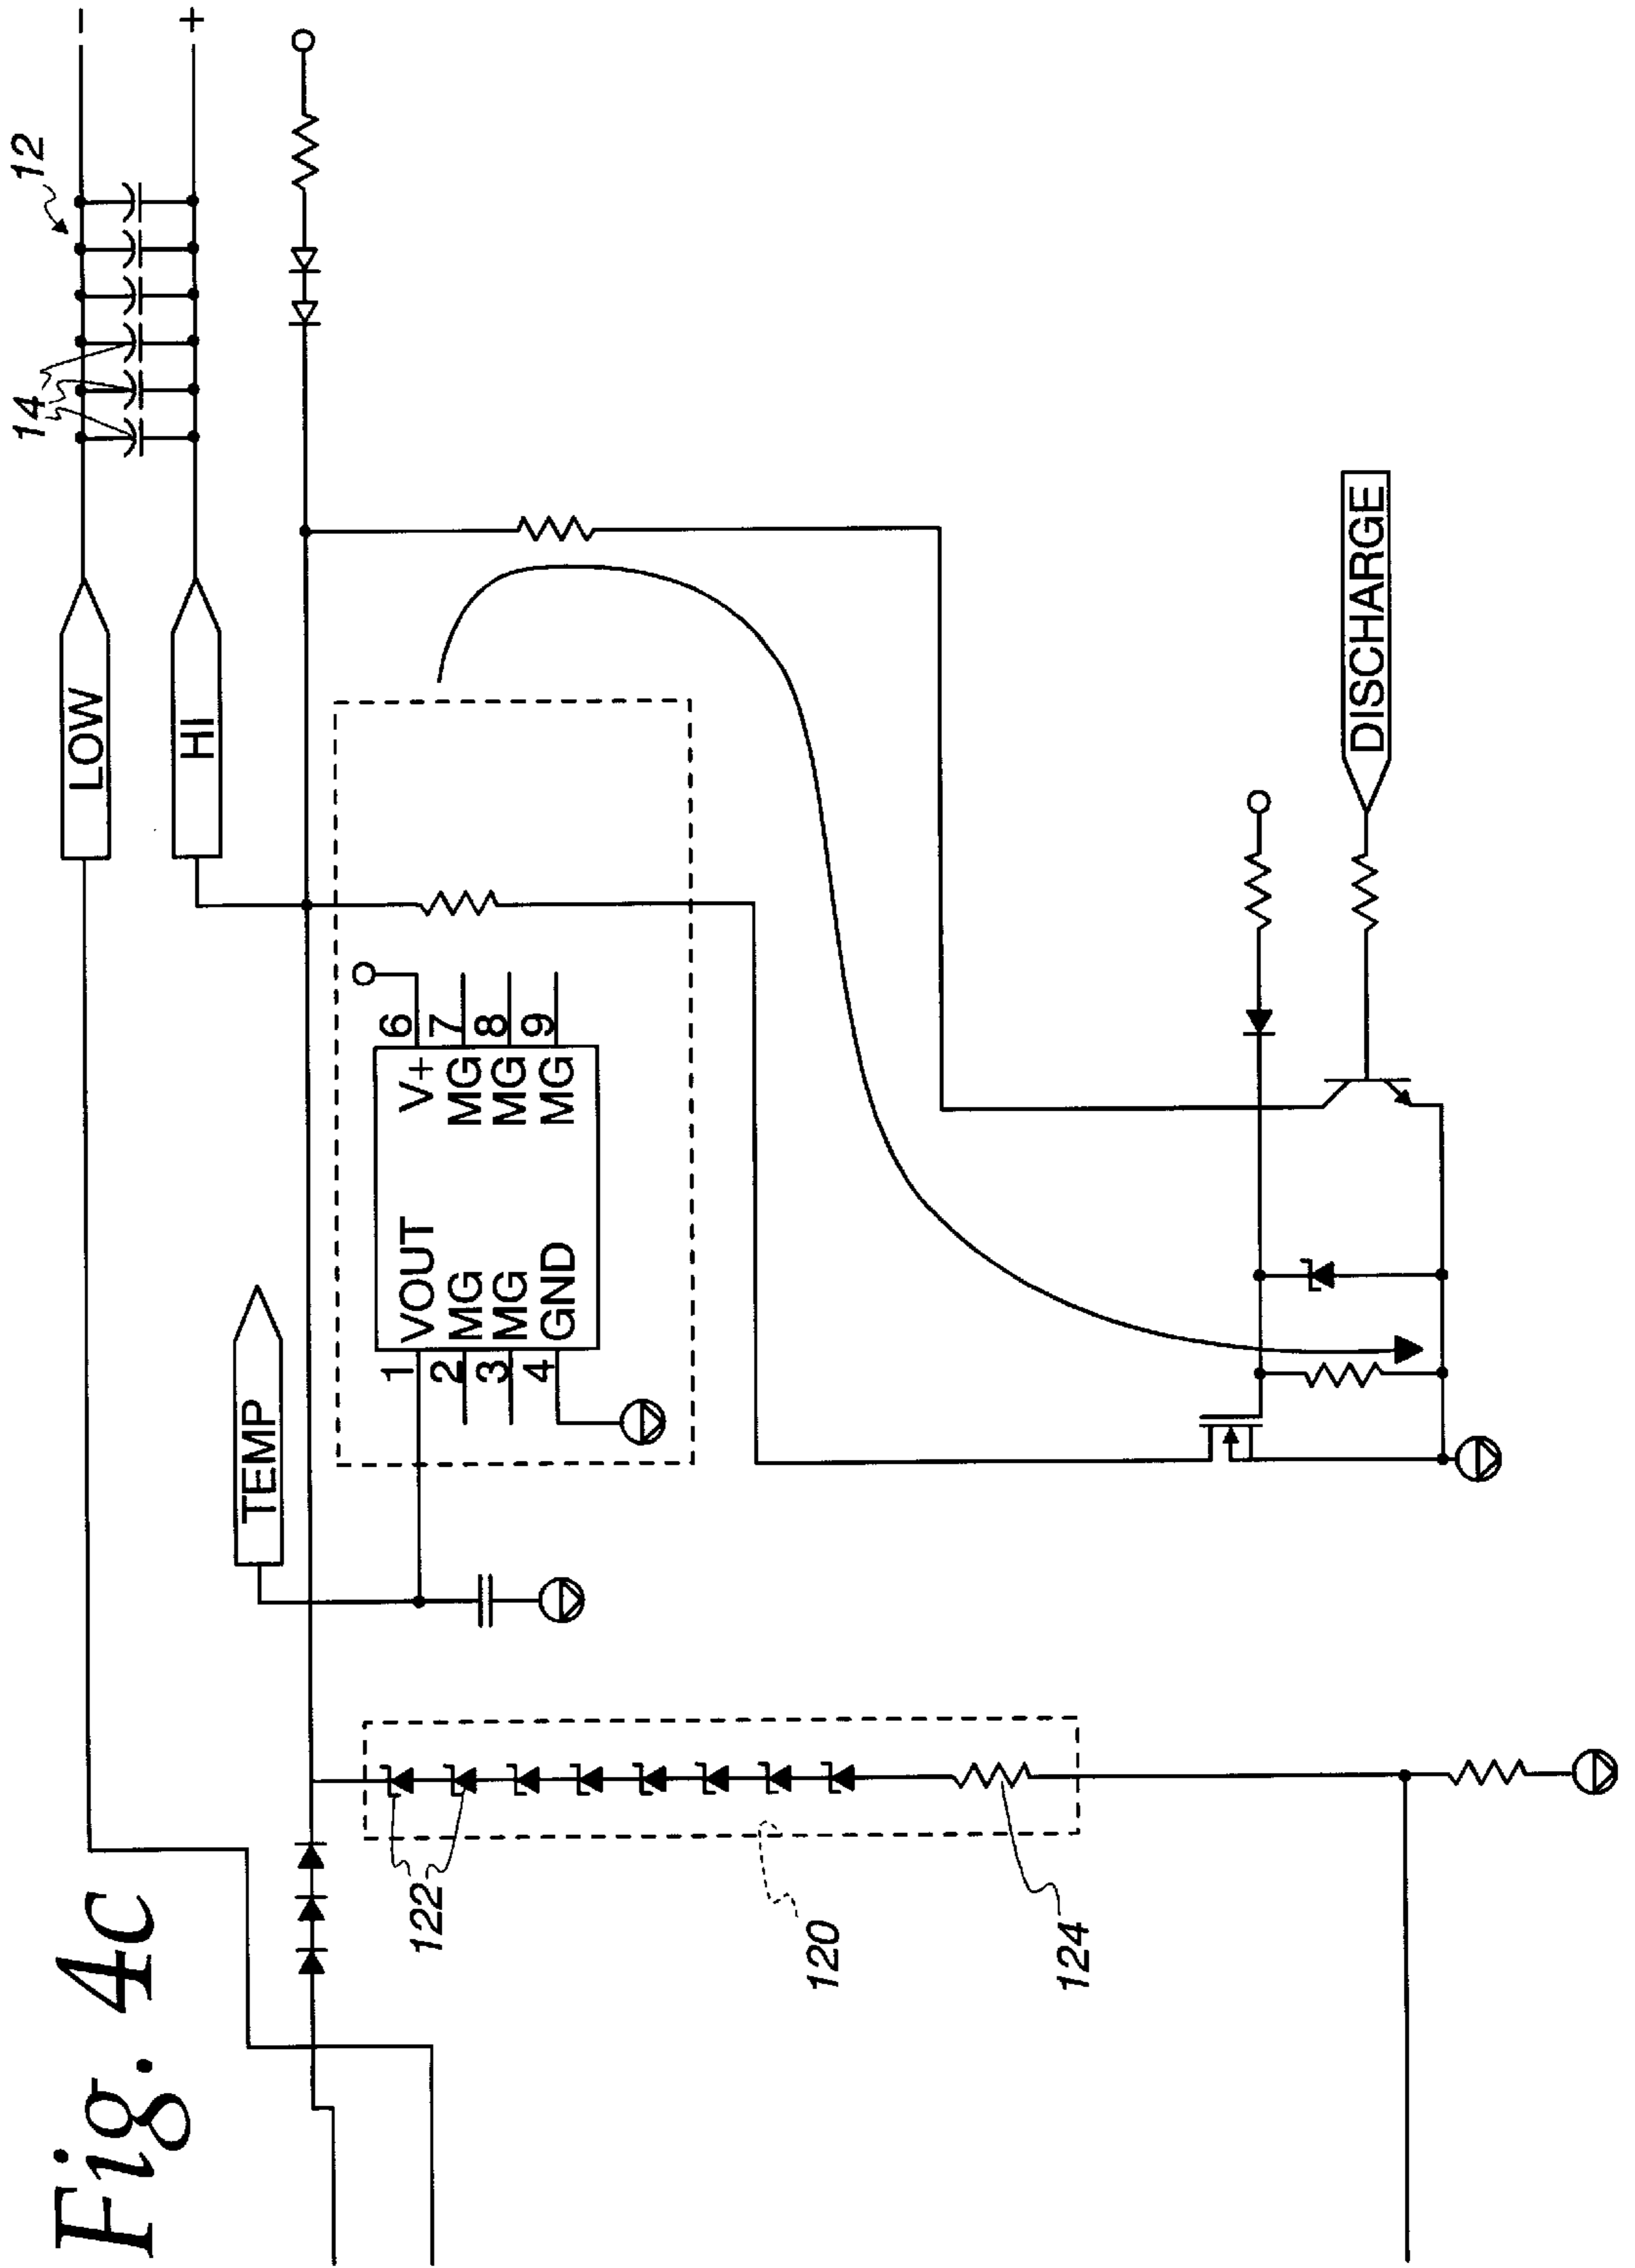 Fig. 4c
12
14
-
+
LOW
HI
TEMP
1 VOUT
2 MG
3 MG
4 GND
V+ 6
MG 7
MG 8
MG 9
122
120
124
DISCHARGE